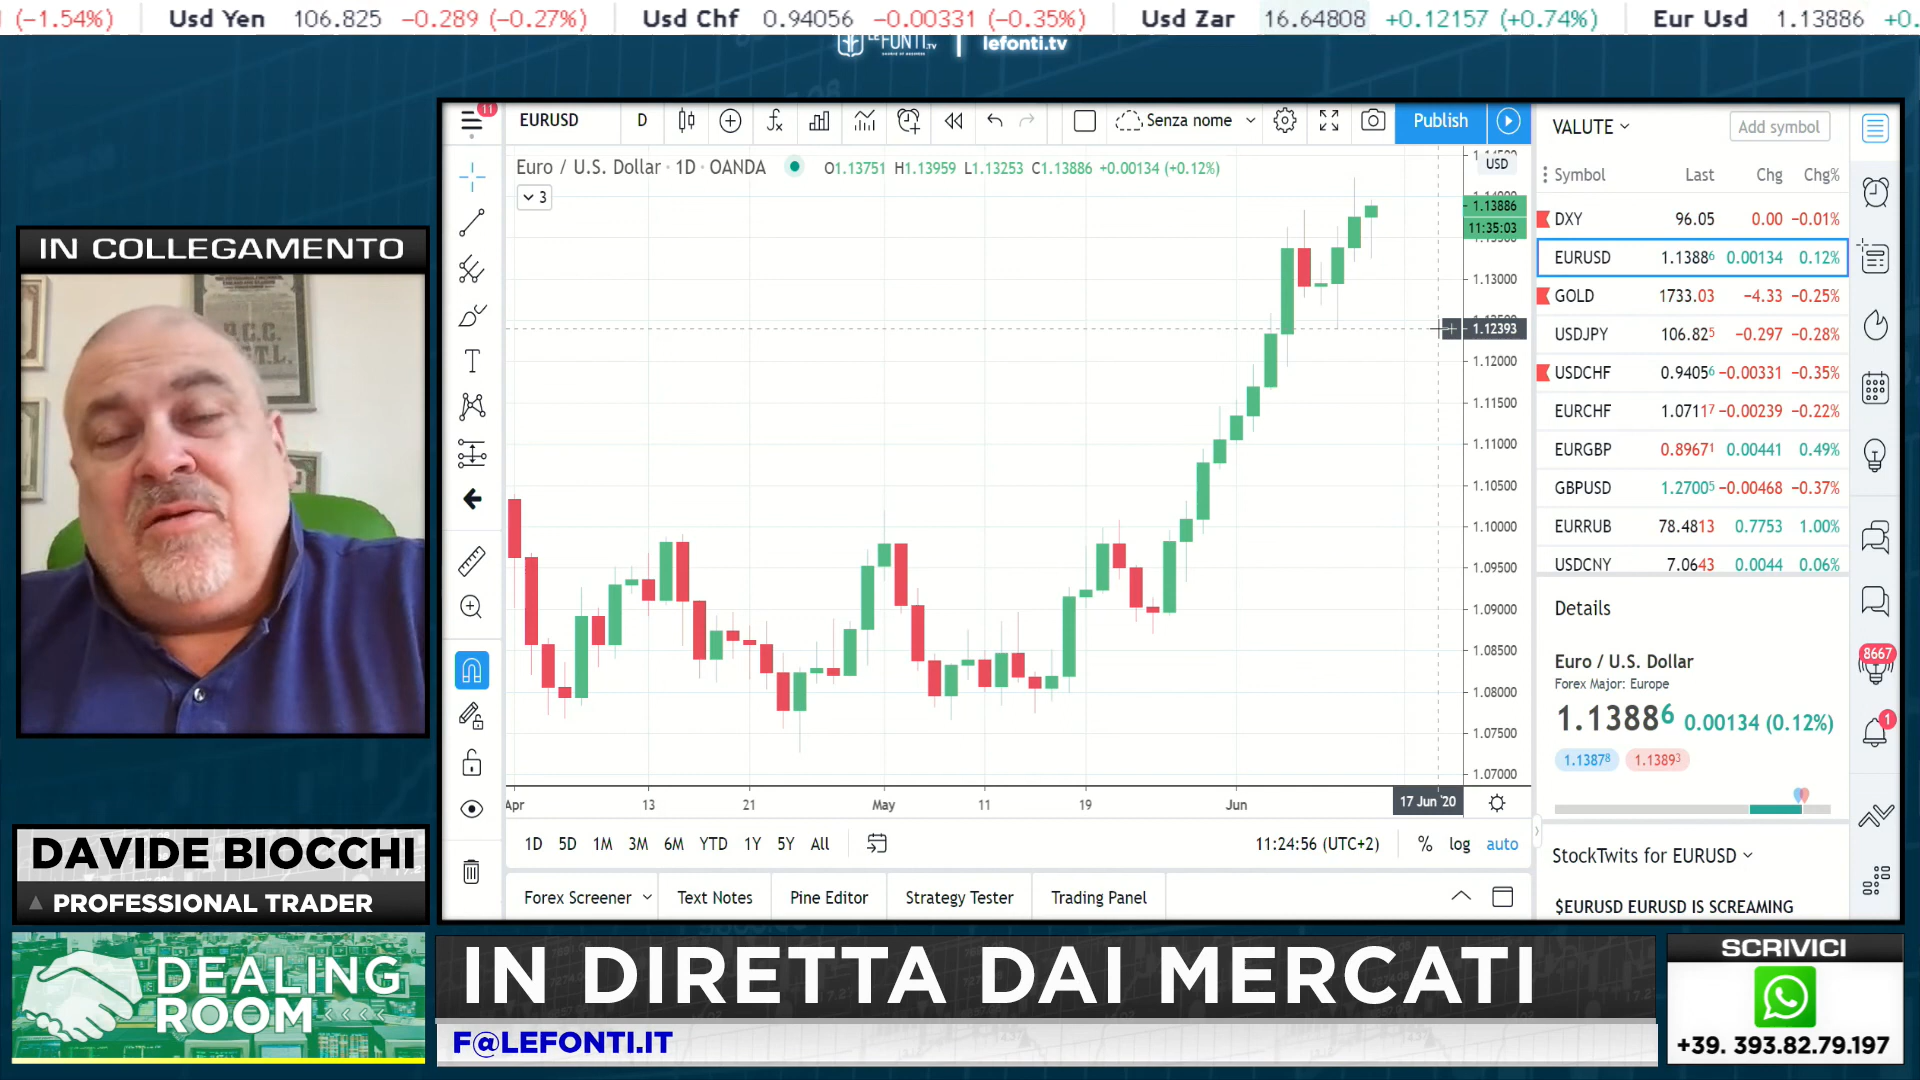 (−1.54%) Usd Yen 106.825 −0.289 (−0.27%) Usd Chf 0.94056 −0.00331 (−0.35%) Usd Zar 16.64808 +0.12157 (+0.74%) Eur Usd 1.13886 +0.
LEFONTI.TV lefonti.tv
IN COLLEGAMENTO
DAVIDE BIOCCHI
PROFESSIONAL TRADER
DEALING
ROOM
11 EURUSD D Senza nome Publish
Euro / U.S. Dollar · 1D · OANDA O1.13751 H1.13959 L1.13253 C1.13886 +0.00134 (+0.12%)
3
USD
1.13886
11:35:03
1.13000
1.12393
1.12000
1.11500
1.11000
1.10500
1.10000
1.09500
1.09000
1.08500
1.08000
1.07500
1.07000
Apr 13 21 May 11 19 Jun 17 Jun '20
1D 5D 1M 3M 6M YTD 1Y 5Y All 11:24:56 (UTC+2) % log auto
Forex Screener Text Notes Pine Editor Strategy Tester Trading Panel
VALUTE Add symbol
Symbol Last Chg Chg%
DXY 96.05 0.00 −0.01%
EURUSD 1.13886 0.00134 0.12%
GOLD 1733.03 −4.33 −0.25%
USDJPY 106.825 −0.297 −0.28%
USDCHF 0.94056 −0.00331 −0.35%
EURCHF 1.07117 −0.00239 −0.22%
EURGBP 0.89671 0.00441 0.49%
GBPUSD 1.27005 −0.00468 −0.37%
EURRUB 78.4813 0.7753 1.00%
USDCNY 7.0643 0.0044 0.06%
Details
Euro / U.S. Dollar
Forex Major: Europe
1.13886 0.00134 (0.12%)
1.13878 1.13893
StockTwits for EURUSD
$EURUSD EURUSD IS SCREAMING
8667
1
IN DIRETTA DAI MERCATI
F@LEFONTI.IT
SCRIVICI
+39. 393.82.79.197